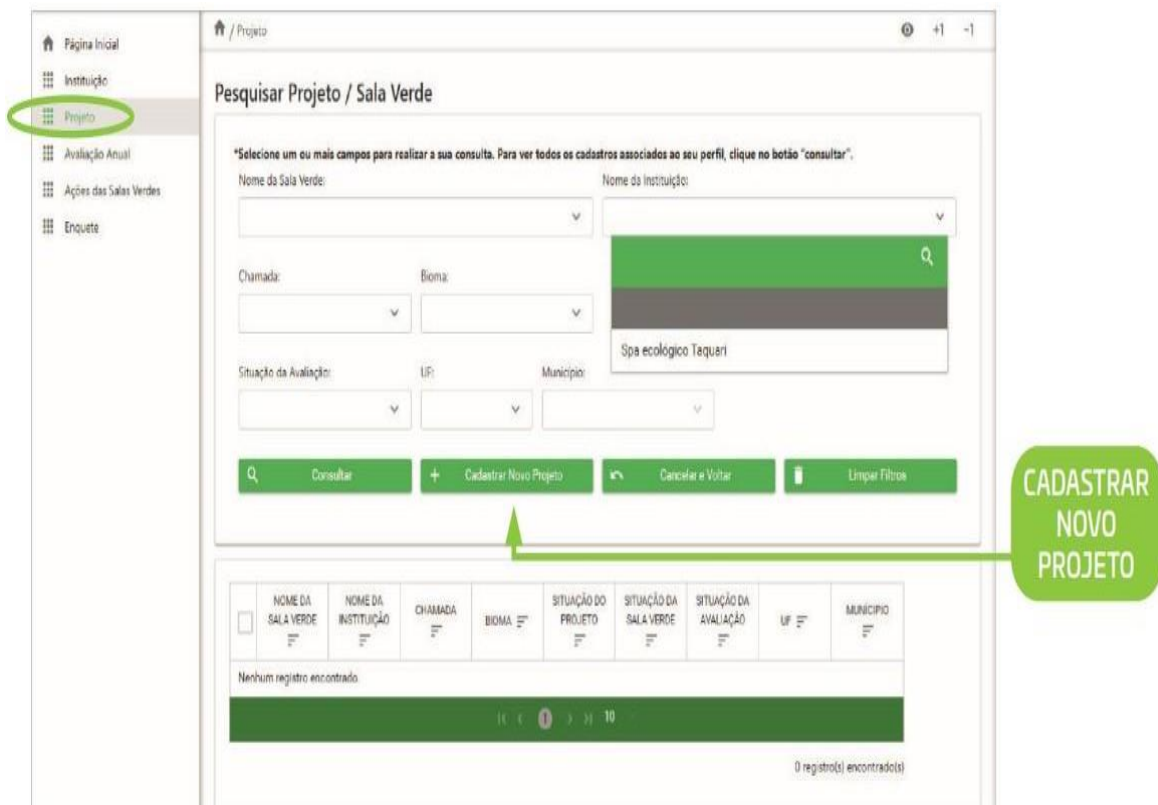 / Projeto
+1 -1
Página Inicial
Instituição
Projeto
Avaliação Anual
Ações das Salas Verdes
Enquete
Pesquisar Projeto / Sala Verde
*Selecione um ou mais campos para realizar a sua consulta. Para ver todos os cadastros associados ao seu perfil, clique no botão "consultar".
Nome da Sala Verde:
Nome da Instituição:
Chamada:
Bioma:
Spa ecológico Taquari
Situação da Avaliação:
UF:
Município:
Consultar
Cadastrar Novo Projeto
Cancelar e Voltar
Limpar Filtros
CADASTRAR
NOVO
PROJETO
NOME DA
SALA VERDE
NOME DA
INSTITUIÇÃO
CHAMADA
BIOMA
SITUAÇÃO DO
PROJETO
SITUAÇÃO DA
SALA VERDE
SITUAÇÃO DA
AVALIAÇÃO
UF
MUNICIPIO
Nenhum registro encontrado
1
10
0 registro(s) encontrado(s)